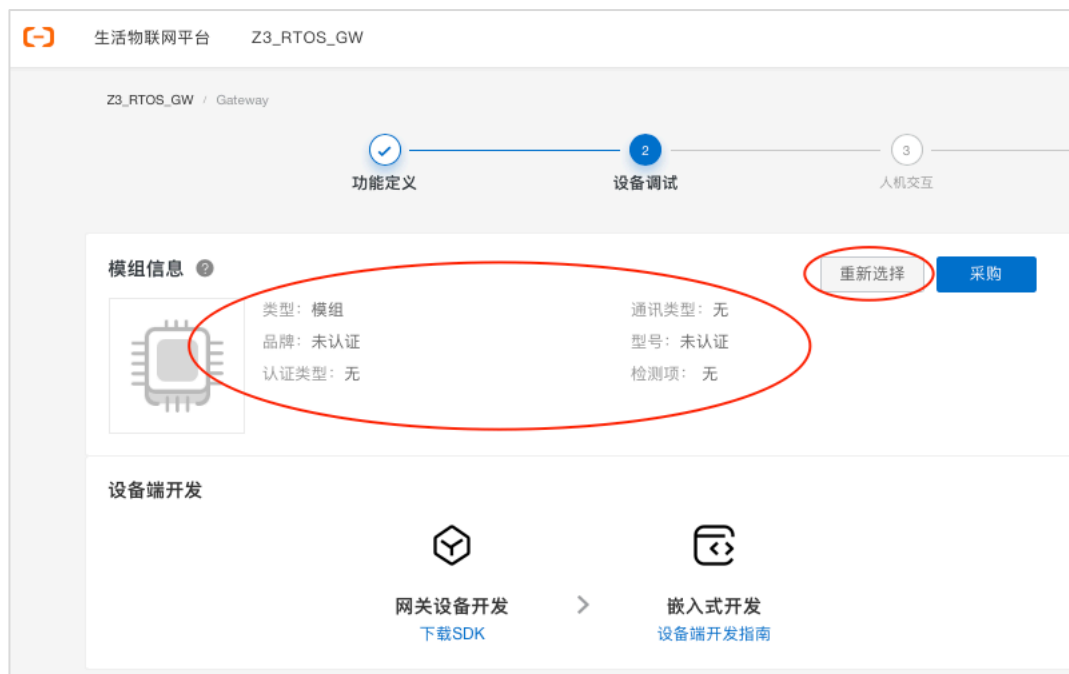 生活物联网平台 Z3_RTOS_GW
Z3_RTOS_GW / Gateway
2 3
功能定义 设备调试 人机交互
模组信息 ? 重新选择 采购
类型：模组 通讯类型：无
品牌：未认证 型号：未认证
认证类型：无 检测项： 无
设备端开发
网关设备开发 嵌入式开发
下载SDK 设备端开发指南